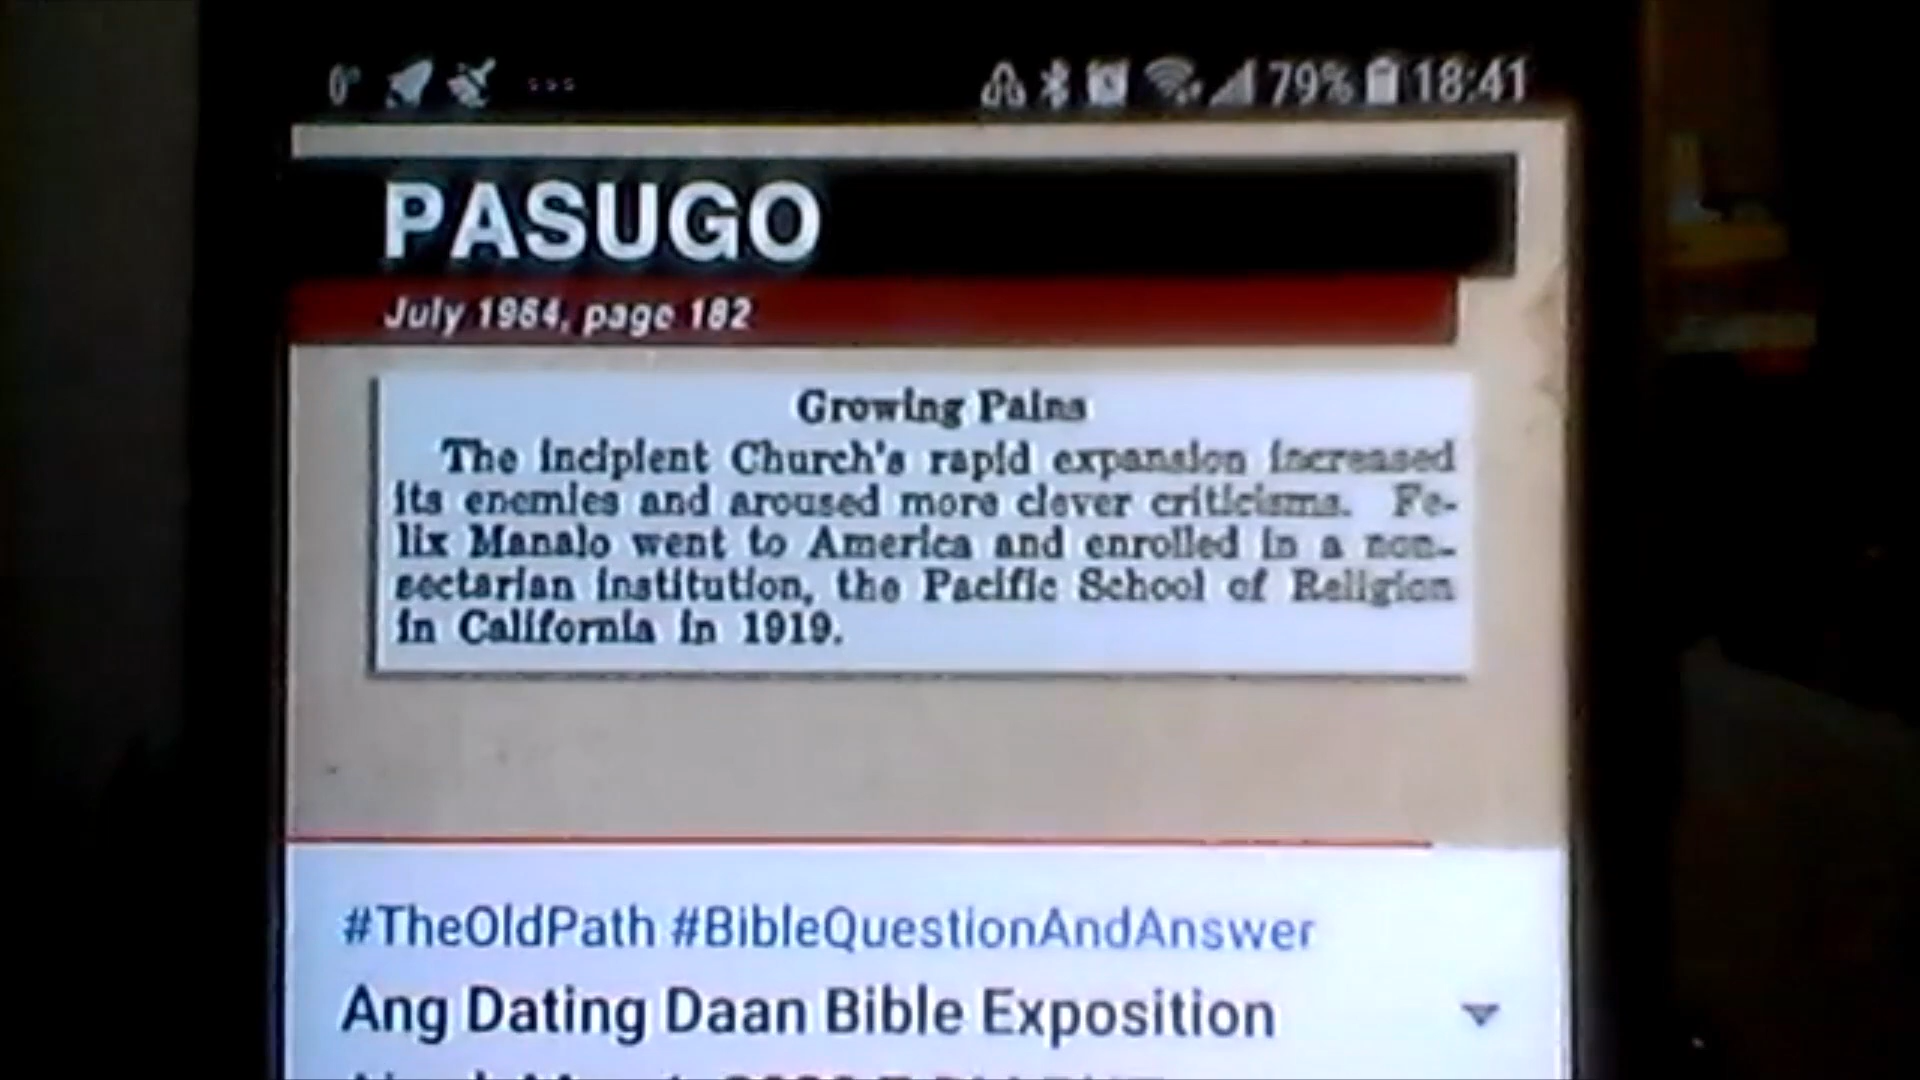 0° 79% 18:41
PASUGO
July 1964, page 182
Growing Pains
The incipient Church's rapid expansion increased
its enemies and aroused more clever criticisms. Fe-
lix Manalo went to America and enrolled in a non-
sectarian institution, the Pacific School of Religion
in California in 1919.
#TheOldPath #BibleQuestionAndAnswer
Ang Dating Daan Bible Exposition